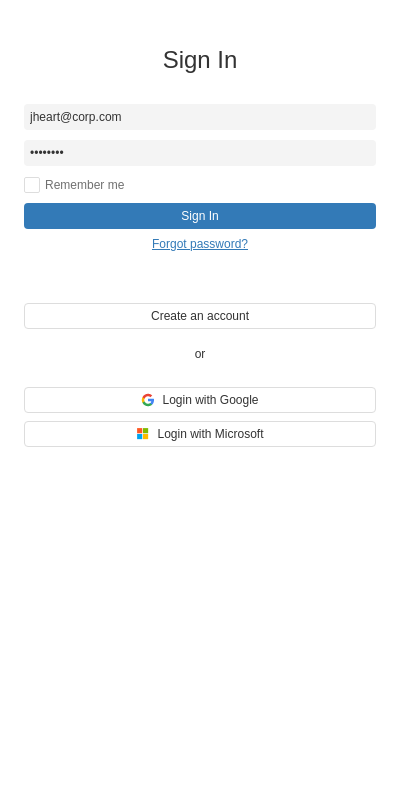 Sign In
jheart@corp.com
••••••••
Remember me
Sign In
Forgot password?
Create an account
or
Login with Google
Login with Microsoft